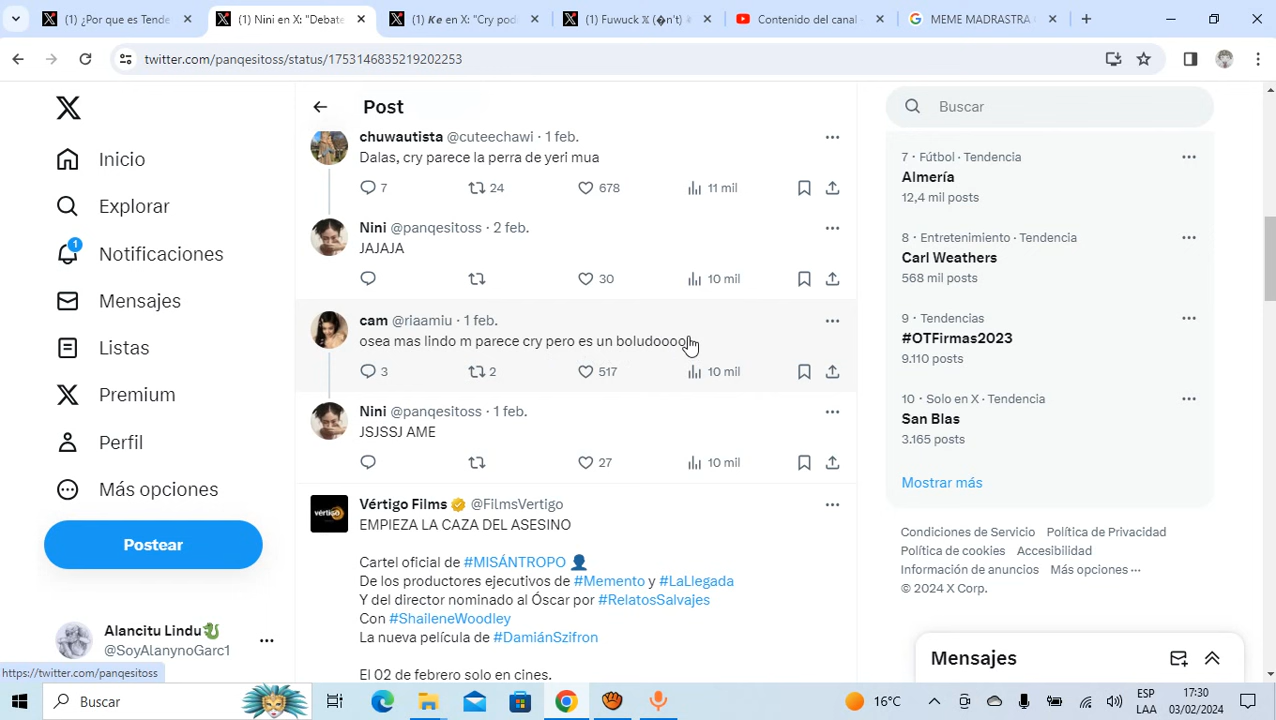 (1) ¿Por que es Tende
(1) Nini en X: "Debate
(1) Ke en X: "Cry pod
(1) Fuwuck 𝕏 (�n't)
Contenido del canal
MEME MADRASTRA
twitter.com/panqesitoss/status/1753146835219202253
Inicio
Explorar
1
Notificaciones
Mensajes
Listas
Premium
Perfil
Más opciones
Postear
Alancitu Lindu🐉
@SoyAlanynoGarc1
https://twitter.com/panqesitoss
Post
chuwautista @cuteechawi · 1 feb.
Dalas, cry parece la perra de yeri mua
7 24 678 11 mil
Nini @panqesitoss · 2 feb.
JAJAJA
30 10 mil
cam @riaamiu · 1 feb.
osea mas lindo m parece cry pero es un boludoooo
3 2 517 10 mil
Nini @panqesitoss · 1 feb.
JSJSSJ AME
27 10 mil
vértigo
Vértigo Films @FilmsVertigo
EMPIEZA LA CAZA DEL ASESINO
Cartel oficial de #MISÁNTROPO 👤
De los productores ejecutivos de #Memento y #LaLlegada
Y del director nominado al Óscar por #RelatosSalvajes
Con #ShaileneWoodley
La nueva película de #DamiánSzifron
El 02 de febrero solo en cines.
Buscar
7 · Fútbol · Tendencia
Almería
12,4 mil posts
8 · Entretenimiento · Tendencia
Carl Weathers
568 mil posts
9 · Tendencias
#OTFirmas2023
9.110 posts
10 · Solo en X · Tendencia
San Blas
3.165 posts
Mostrar más
Condiciones de Servicio Política de Privacidad
Política de cookies Accesibilidad
Información de anuncios Más opciones ···
© 2024 X Corp.
Mensajes
Buscar
16°C
ESP
LAA
17:30
03/02/2024